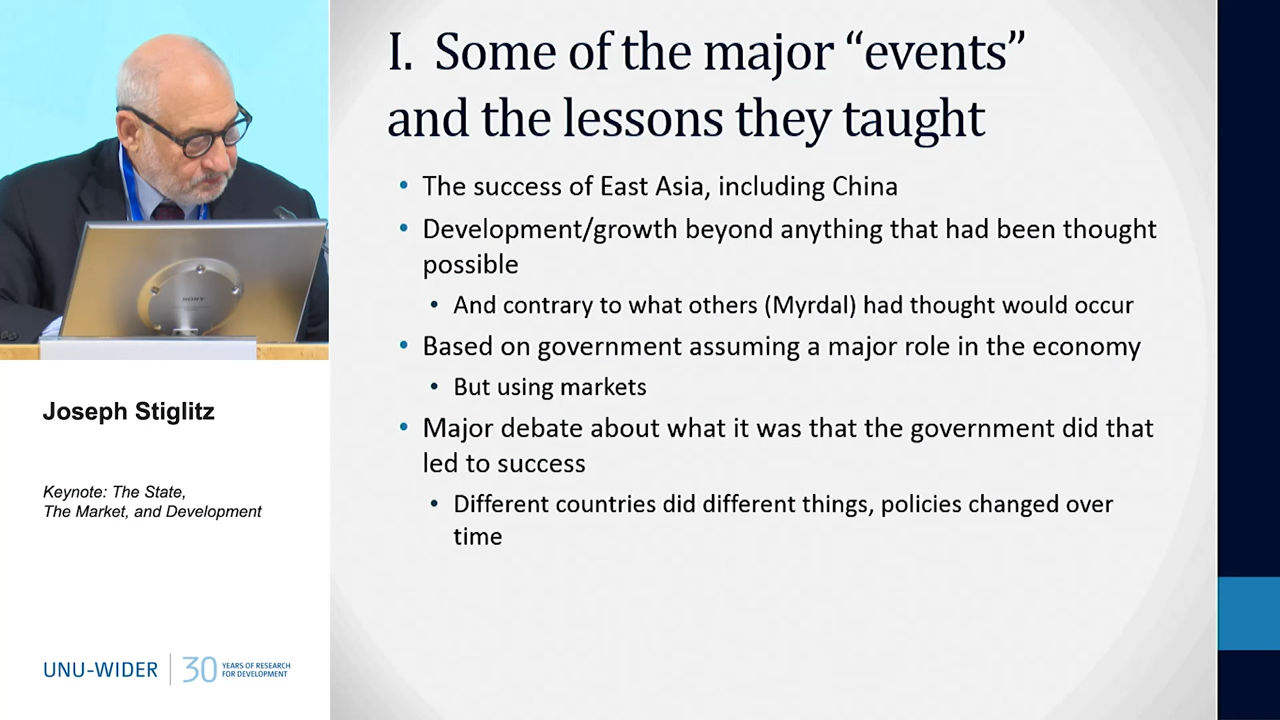 I. Some of the major “events”
and the lessons they taught
• The success of East Asia, including China
• Development/growth beyond anything that had been thought
possible
• And contrary to what others (Myrdal) had thought would occur
• Based on government assuming a major role in the economy
• But using markets
• Major debate about what it was that the government did that
led to success
• Different countries did different things, policies changed over
time
SONY
Joseph Stiglitz
Keynote: The State,
The Market, and Development
UNU-WIDER
30 YEARS OF RESEARCH
FOR DEVELOPMENT